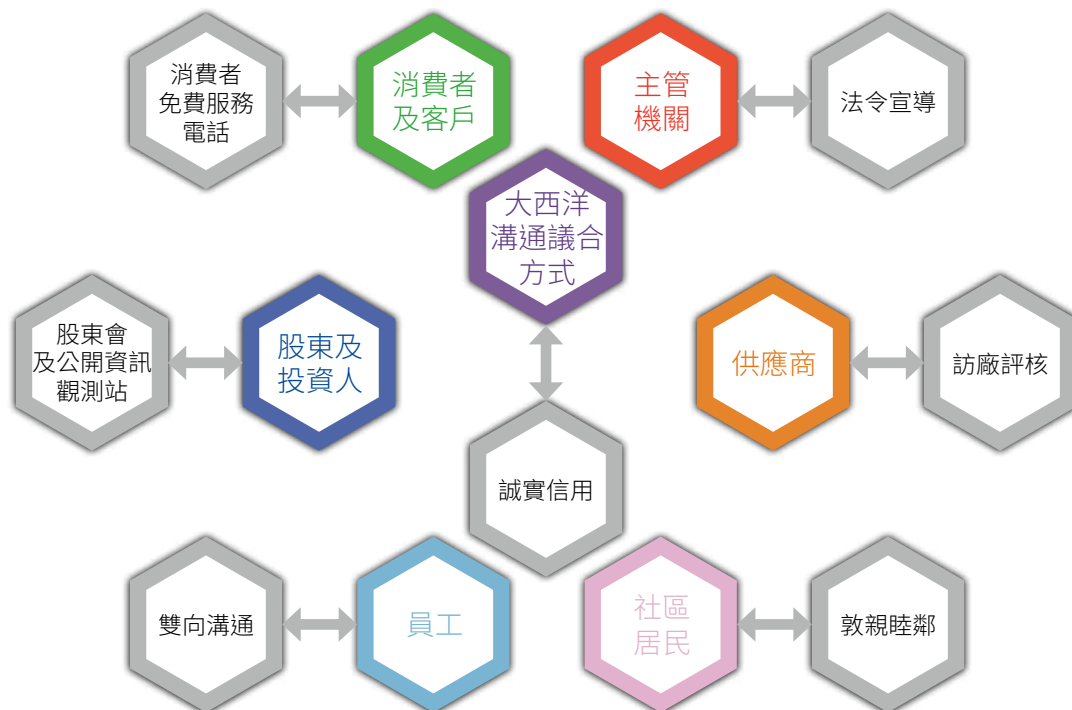 消費者
免費服務
電話
消費者
及客戶
主管
機關
法令宣導
大西洋
溝通議合
方式
股東會
及公開資訊
觀測站
股東及
投資人
供應商
訪廠評核
誠實信用
雙向溝通
員工
社區
居民
敦親睦鄰